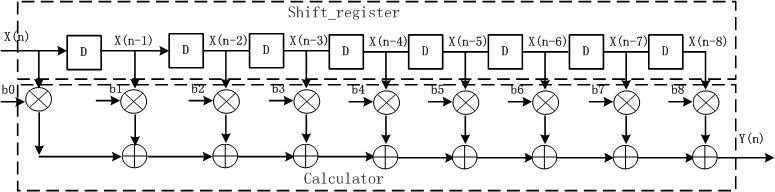 Shift_register
X(n) D X(n-1) D X(n-2) D X(n-3) D X(n-4) D X(n-5) D X(n-6) D X(n-7) D X(n-8)
b0 b1 b2 b3 b4 b5 b6 b7 b8
Y(n)
Calculator